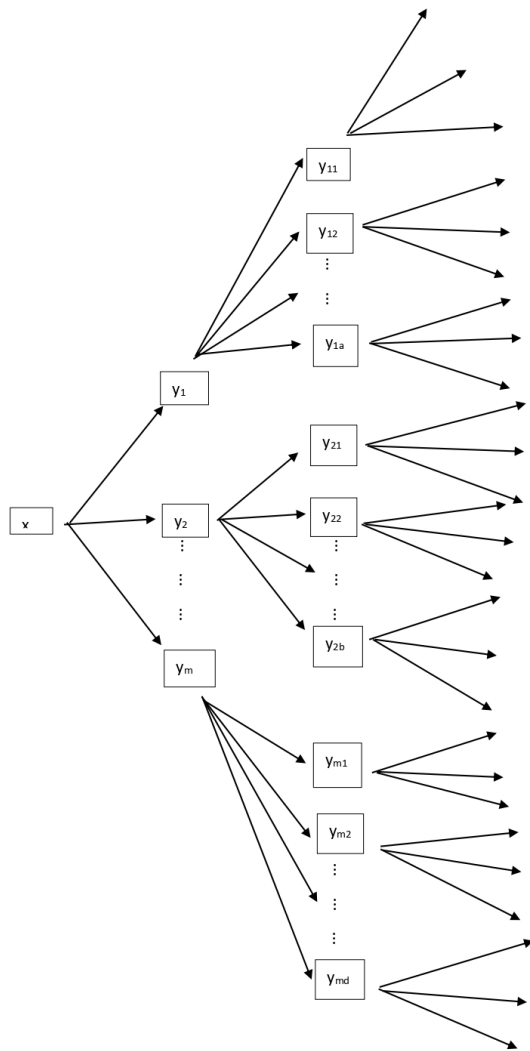 y₁₁
y₁₂
⋮
⋮
y₁ₐ
y₁
y₂₁
x
y₂
y₂₂
⋮ ⋮
⋮ ⋮
⋮ ⋮
y₂b
yₘ
yₘ₁
yₘ₂
⋮
⋮
⋮
yₘd